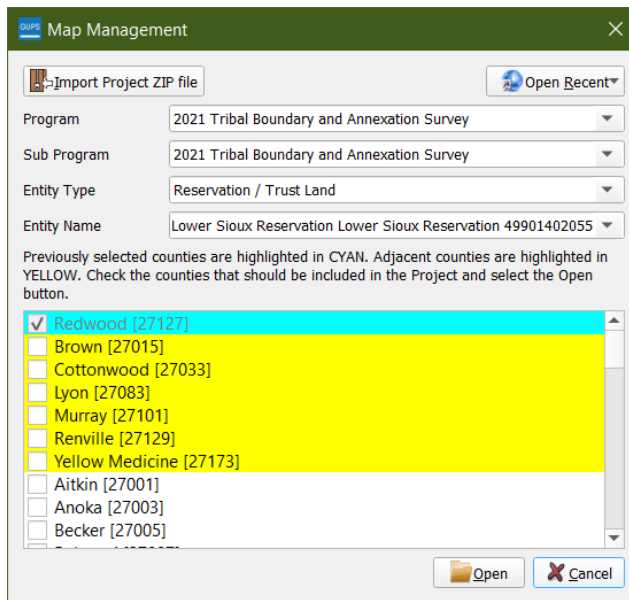 GUPS Map Management
Import Project ZIP file
Open Recent
Program 2021 Tribal Boundary and Annexation Survey
Sub Program 2021 Tribal Boundary and Annexation Survey
Entity Type Reservation / Trust Land
Entity Name Lower Sioux Reservation Lower Sioux Reservation 49901402055
Previously selected counties are highlighted in CYAN. Adjacent counties are highlighted in
YELLOW. Check the counties that should be included in the Project and select the Open
button.
Redwood [27127]
Brown [27015]
Cottonwood [27033]
Lyon [27083]
Murray [27101]
Renville [27129]
Yellow Medicine [27173]
Aitkin [27001]
Anoka [27003]
Becker [27005]
Open
Cancel